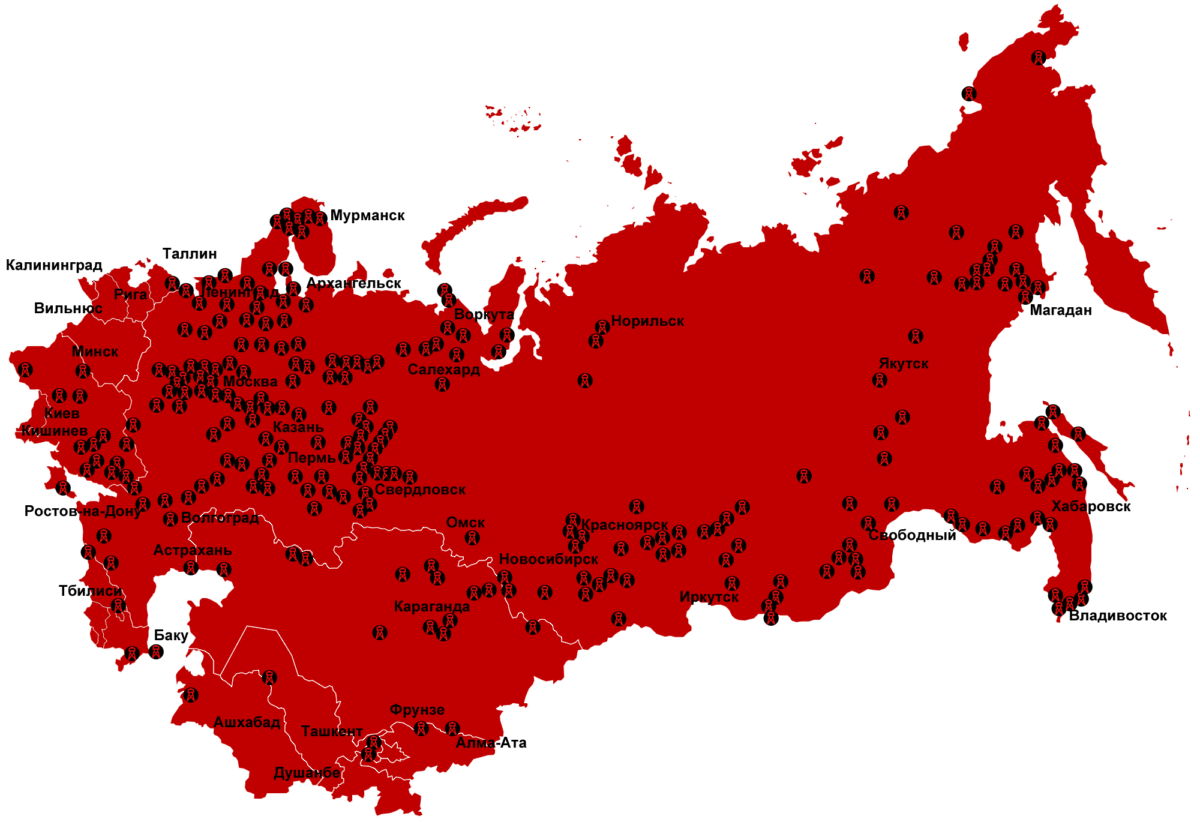 Мурманск
Таллин
Калининград
Архангельск
Рига
Ленинград
Вильнюс
Воркута
Норильск
Магадан
Минск
Салехард
Якутск
Москва
Киев
Казань
Кишинев
Пермь
Свердловск
Ростов-на-Дону
Хабаровск
Волгоград
Омск
Красноярск
Свободный
Астрахань
Новосибирск
Тбилиси
Караганда
Иркутск
Владивосток
Баку
Фрунзе
Ашхабад
Ташкент
Алма-Ата
Душанбе